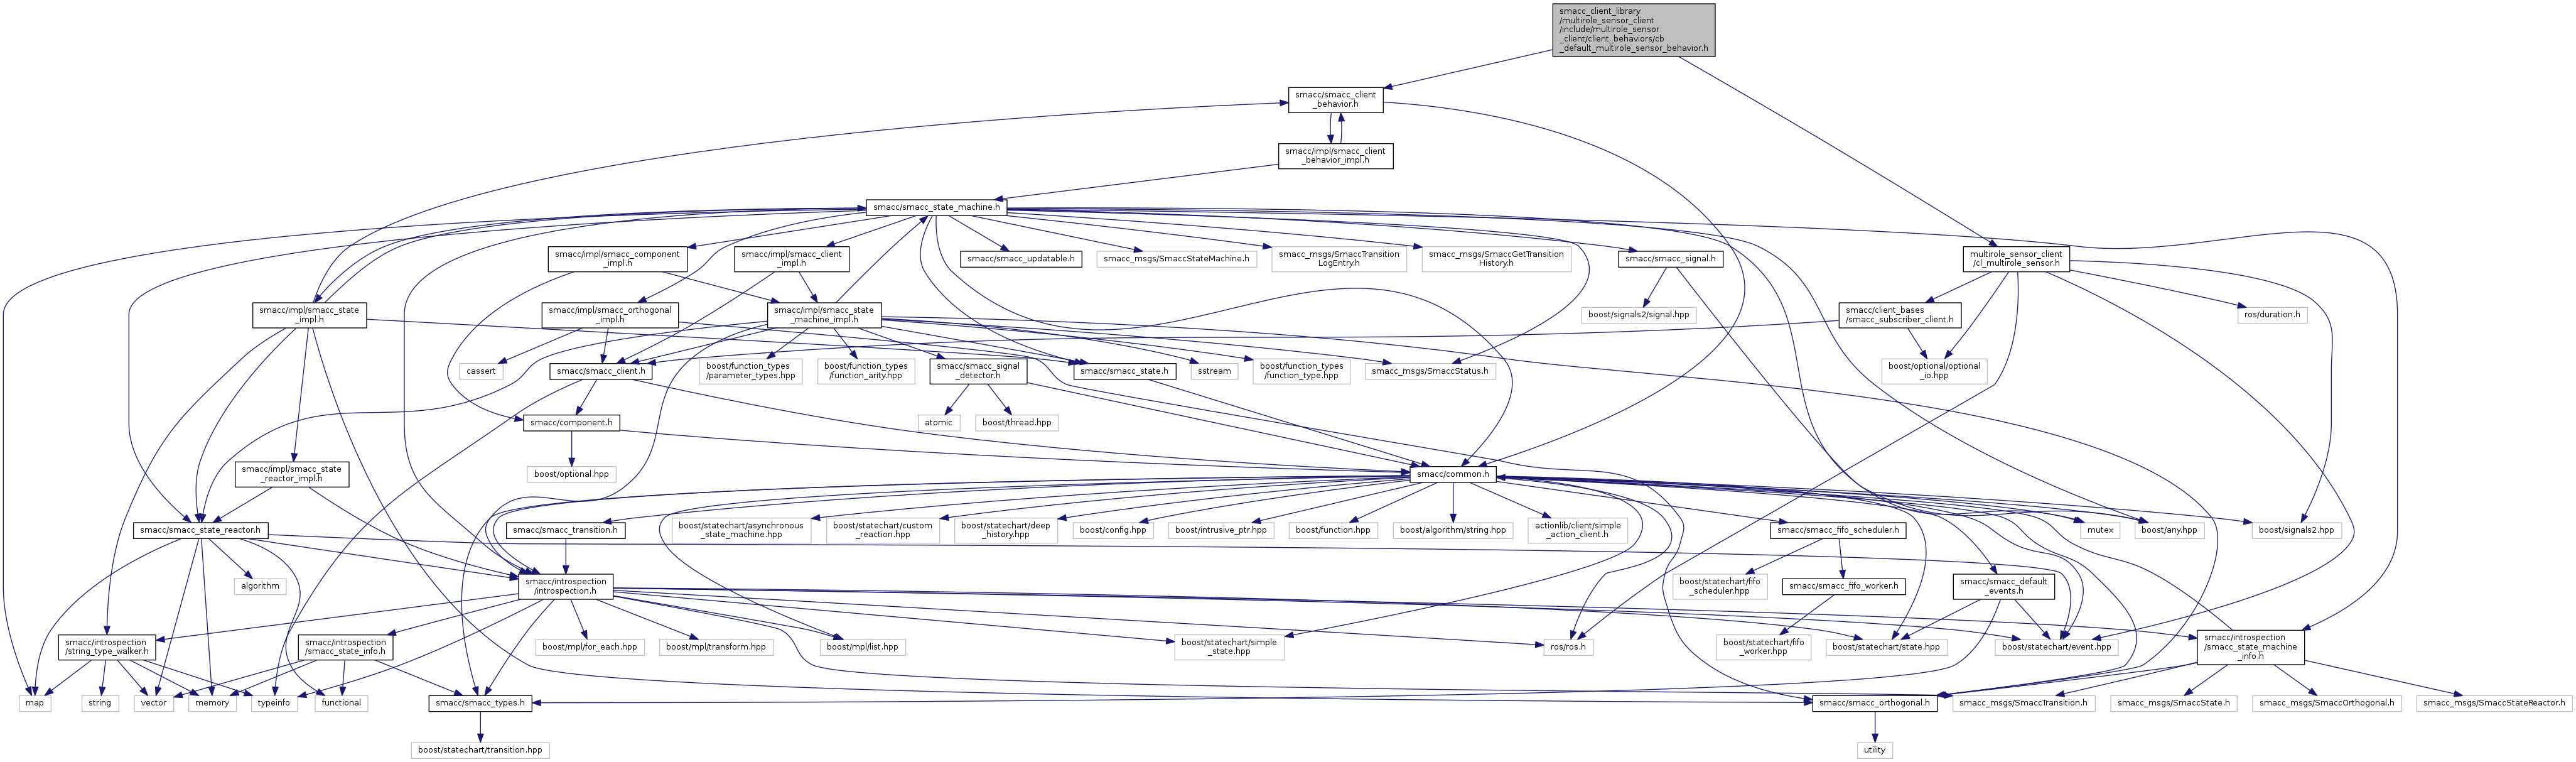 smacc_client_library
/multirole_sensor_client
/include/multirole_sensor
_client/client_behaviors/cb
_default_multirole_sensor_behavior.h
smacc/smacc_client
_behavior.h
smacc/impl/smacc_client
_behavior_impl.h
smacc/smacc_state_machine.h
smacc/impl/smacc_component
_impl.h
smacc/impl/smacc_client
_impl.h
smacc/smacc_updatable.h
smacc_msgs/SmaccStateMachine.h
smacc_msgs/SmaccTransition
LogEntry.h
smacc_msgs/SmaccGetTransition
History.h
smacc/smacc_signal.h
multirole_sensor_client
/cl_multirole_sensor.h
smacc/impl/smacc_state
_impl.h
smacc/impl/smacc_orthogonal
_impl.h
smacc/impl/smacc_state
_machine_impl.h
boost/signals2/signal.hpp
smacc/client_bases
/smacc_subscriber_client.h
ros/duration.h
cassert
smacc/smacc_client.h
boost/function_types
/parameter_types.hpp
boost/function_types
/function_arity.hpp
smacc/smacc_signal
_detector.h
smacc/smacc_state.h
sstream
boost/function_types
/function_type.hpp
smacc_msgs/SmaccStatus.h
boost/optional/optional
_io.hpp
smacc/component.h
atomic
boost/thread.hpp
smacc/impl/smacc_state
_reactor_impl.h
boost/optional.hpp
smacc/common.h
smacc/smacc_state_reactor.h
smacc/smacc_transition.h
boost/statechart/asynchronous
_state_machine.hpp
boost/statechart/custom
_reaction.hpp
boost/statechart/deep
_history.hpp
boost/config.hpp
boost/intrusive_ptr.hpp
boost/function.hpp
boost/algorithm/string.hpp
actionlib/client/simple
_action_client.h
smacc/smacc_fifo_scheduler.h
mutex
boost/any.hpp
boost/signals2.hpp
algorithm
smacc/introspection
/introspection.h
boost/statechart/fifo
_scheduler.hpp
smacc/smacc_fifo_worker.h
smacc/smacc_default
_events.h
smacc/introspection
/string_type_walker.h
smacc/introspection
/smacc_state_info.h
boost/mpl/for_each.hpp
boost/mpl/transform.hpp
boost/mpl/list.hpp
boost/statechart/simple
_state.hpp
ros/ros.h
boost/statechart/fifo
_worker.hpp
boost/statechart/state.hpp
boost/statechart/event.hpp
smacc/introspection
/smacc_state_machine
_info.h
map
string
vector
memory
typeinfo
functional
smacc/smacc_types.h
smacc/smacc_orthogonal.h
smacc_msgs/SmaccTransition.h
smacc_msgs/SmaccState.h
smacc_msgs/SmaccOrthogonal.h
smacc_msgs/SmaccStateReactor.h
boost/statechart/transition.hpp
utility